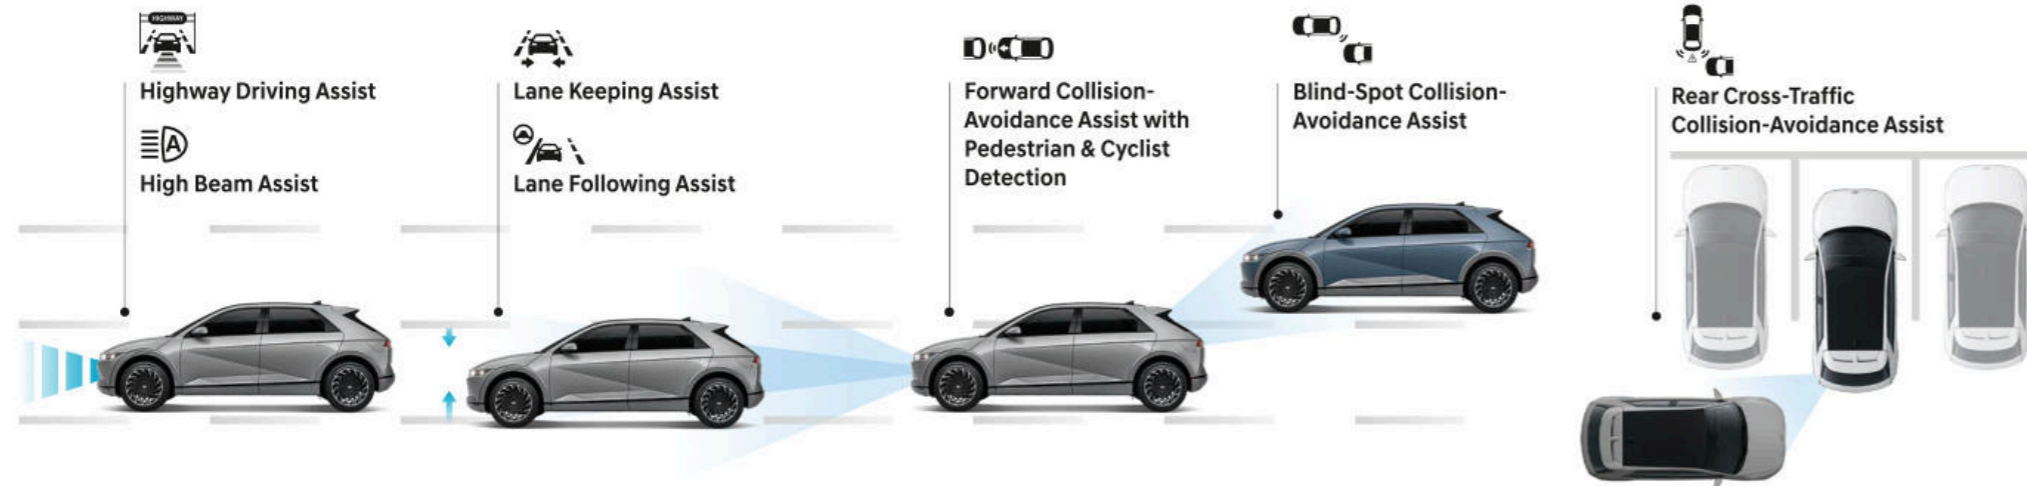 HIGHWAY
Highway Driving Assist
A
High Beam Assist
Lane Keeping Assist
Lane Following Assist
Forward Collision-
Avoidance Assist with
Pedestrian & Cyclist
Detection
Blind-Spot Collision-
Avoidance Assist
Rear Cross-Traffic
Collision-Avoidance Assist